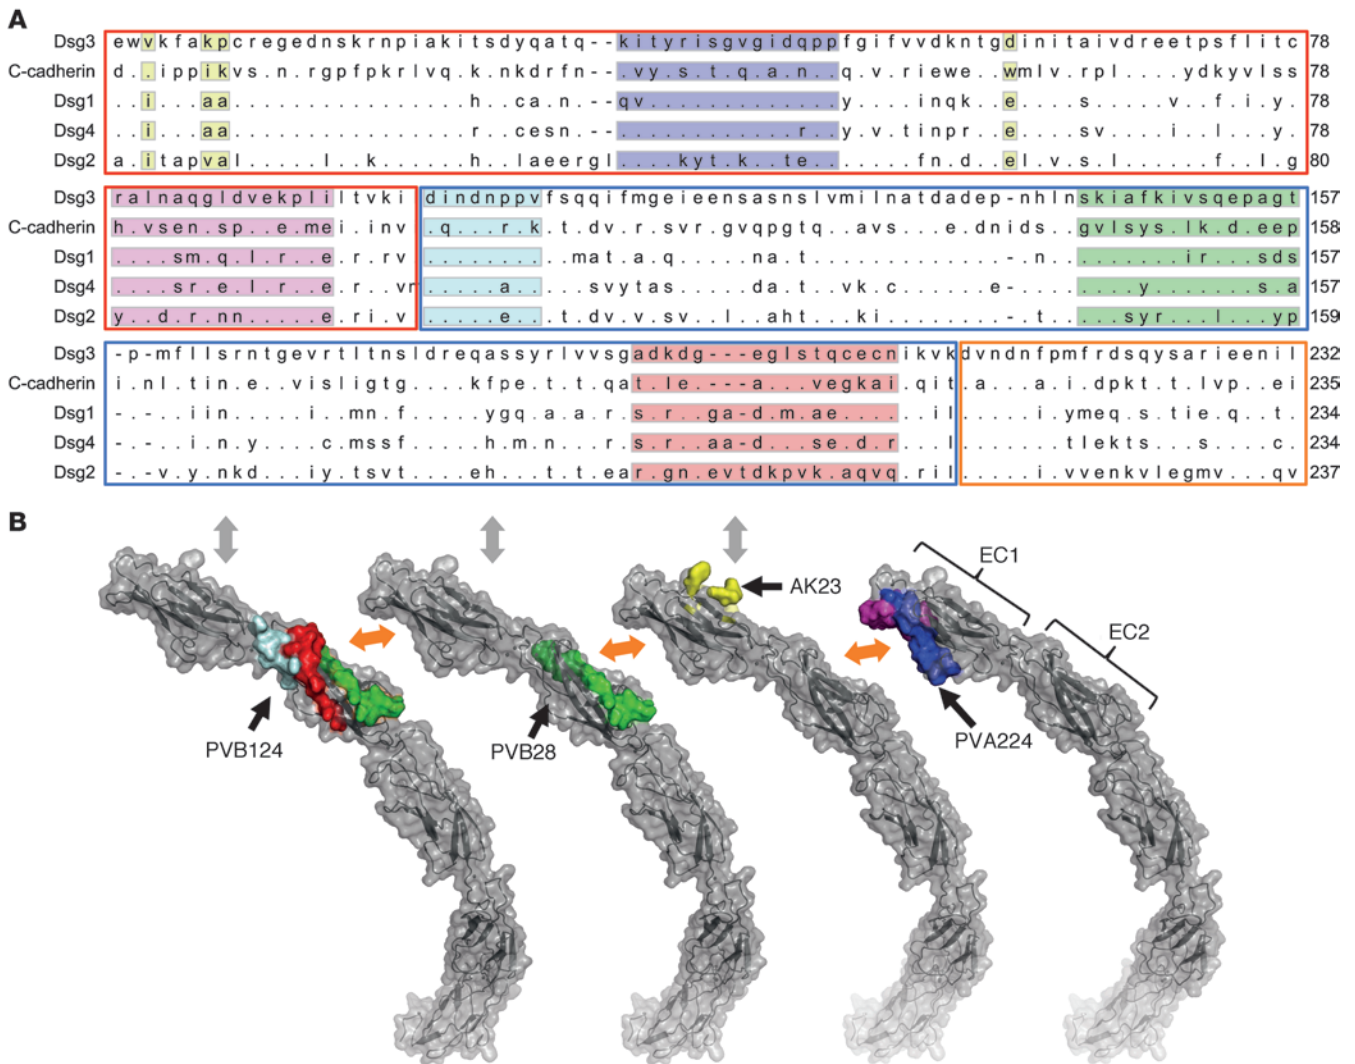 A
Dsg3 ewvkfakpcregednskrnpiakitsdyqatq--kityrisgvgidqppfgifvvdkntgdinitaivdreetpsflitc 78
C-cadherin d..ippikvs.n.rgpfpkrlvq.k.nkdrfn--.vy.s.t.q.a.n..q.v.riewe..wmlv.rpl....ydkyvlss 78
Dsg1 ..i...aa................h..ca.n.--qv.............y....inqk..e....s.....v.f.i..y. 78
Dsg4 ..i...aa................r..cesn.--............r..y.v.tinpr..e....sv.....i.l...y. 78
Dsg2 a.itapval.....l..k......h..laeergl....kyt.k..te.......fn.d..el.v.s.l....f....l.g 80
Dsg3 ralnaqgldvekpliltvkidindnppvfsqqifmgeieensasnslvmilnatdadep-nhlnskiafkivsqepagt 157
C-cadherin h.vsen.sp..e.mei.inv.q...r.k.t.dv.r.svr.gvqpgtq..avs...e.dnids..gvlsys.lk.d.eep 158
Dsg1 ....sm.q.l.r..e.r.rv..........mat.a.q.....na.t.............-.n.........ir...sds 157
Dsg4 ....sr.e.l.r..e.r..vr.....a...svytas.....da.t..vk.c......e-.........y.......s.a 157
Dsg2 y..d.r.nn.....e.ri.v.....e..t.dv.v.sv..l..aht..ki........-.t.....syr...l...yp 159
Dsg3 -p-mfllsrntgevrtltnsldreqassyrlvvsgadkdg---eglstqcecnikvkdvndnfpmfrdsqysarieenil 232
C-cadherin i.nl.tin.e..visligtg....kfpe.t.t.qat.le.---a...vegkai.qit.a...a.i.dpkt.t.lvp..ei 235
Dsg1 -.-..iin.....i..mn.f.....ygq.a.a.r.s.r..ga-d.m.ae.......il.....i.ymeq.s.tie.q..t. 234
Dsg4 -.-..i.n.y....c.mssf.....h.m.n...r.s.r..aa-d....se.d.r...l.......tlekts...s....c. 234
Dsg2 -.-v.y.nkd...iy.tsvt.....eh...t.t.ear.gn.evtdkpvk.aqvq.ril.....i.vvenkvlegmv...qv 237
B
EC1
AK23
EC2
PVB124
PVB28
PVA224